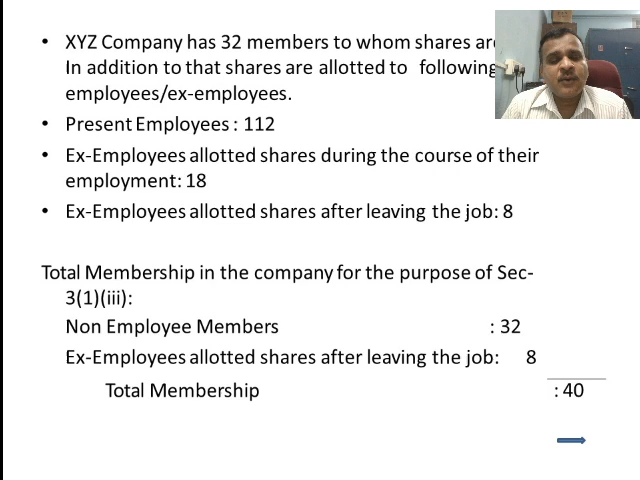 • XYZ Company has 32 members to whom shares are
In addition to that shares are allotted to following
employees/ex-employees.
• Present Employees : 112
• Ex-Employees allotted shares during the course of their
employment: 18
• Ex-Employees allotted shares after leaving the job: 8
Total Membership in the company for the purpose of Sec-
3(1)(iii):
Non Employee Members : 32
Ex-Employees allotted shares after leaving the job: 8
Total Membership : 40